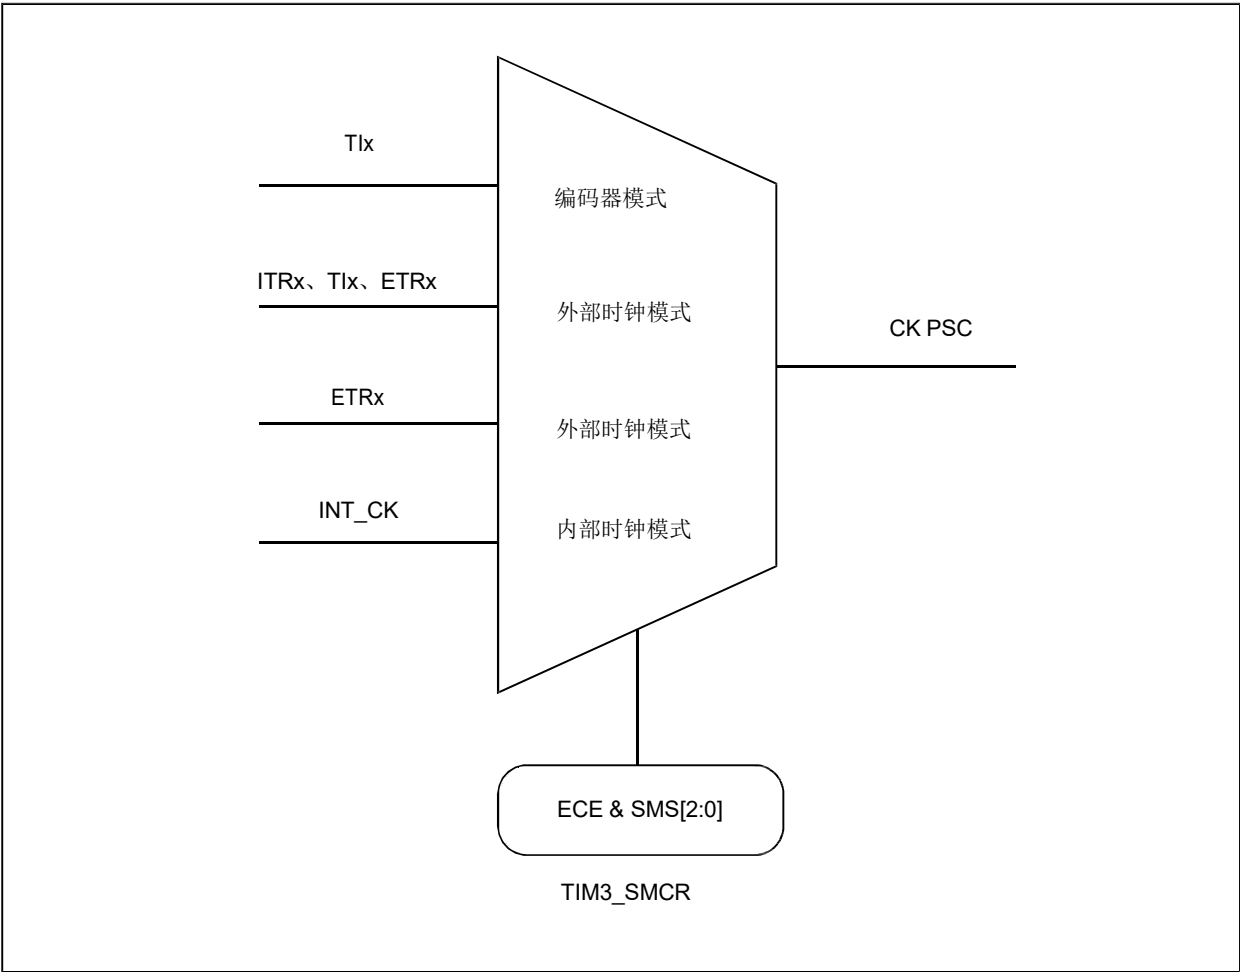 TIx
编码器模式
ITRx、TIx、ETRx
外部时钟模式
CK PSC
ETRx
外部时钟模式
INT_CK
内部时钟模式
ECE & SMS[2:0]
TIM3_SMCR